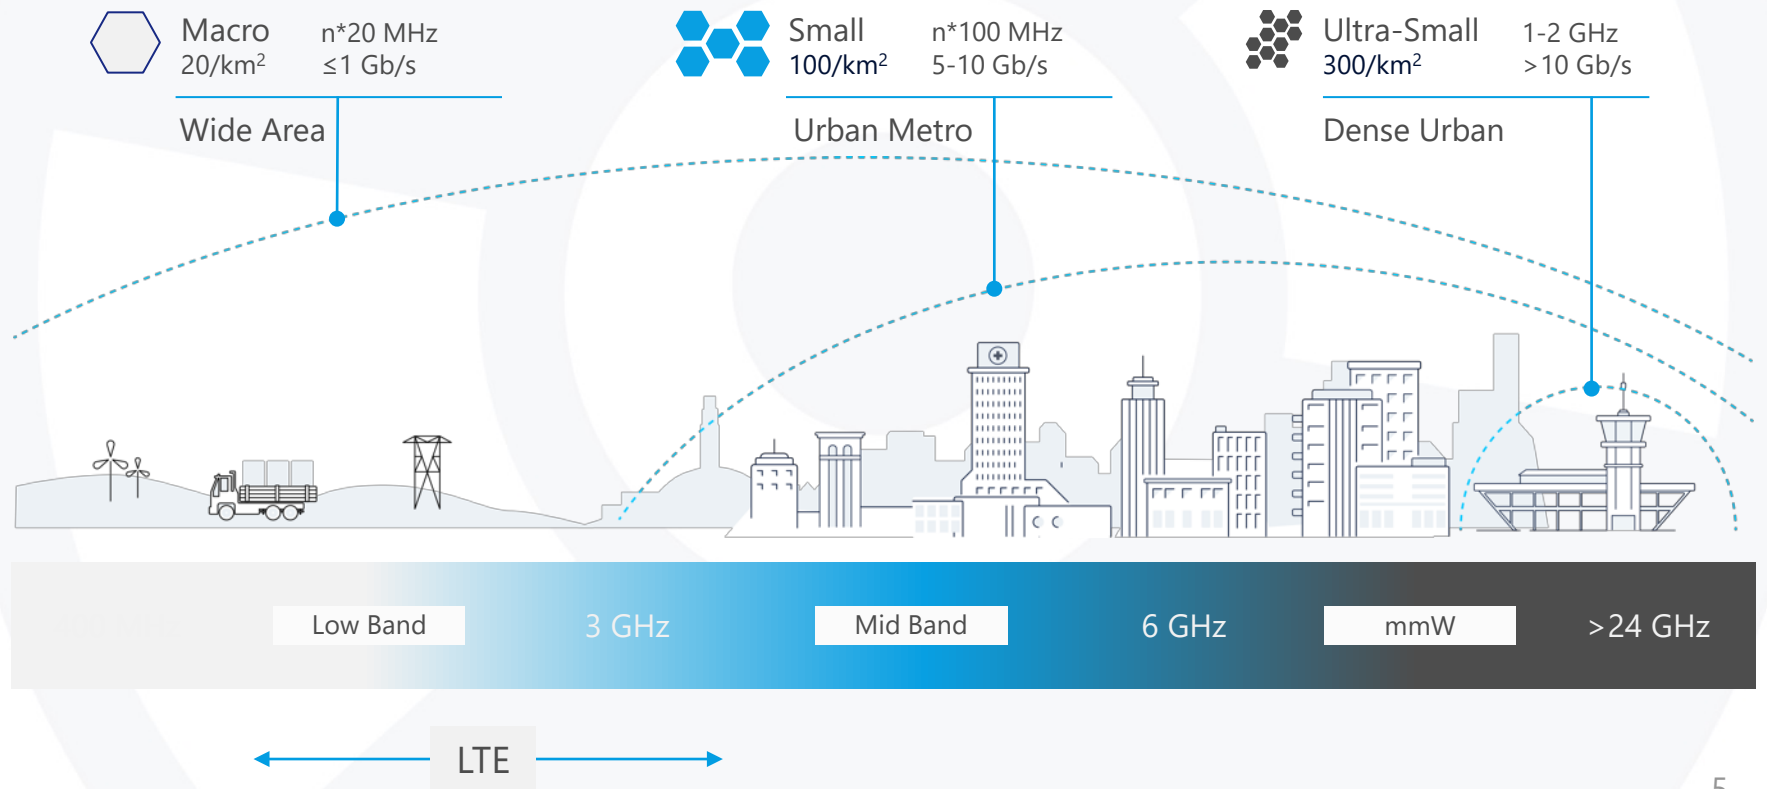 Macro
20/km²
n*20 MHz
≤1 Gb/s
Wide Area
Small
100/km²
n*100 MHz
5-10 Gb/s
Urban Metro
Ultra-Small
300/km²
1-2 GHz
>10 Gb/s
Dense Urban
Low Band
3 GHz
Mid Band
6 GHz
mmW
>24 GHz
LTE